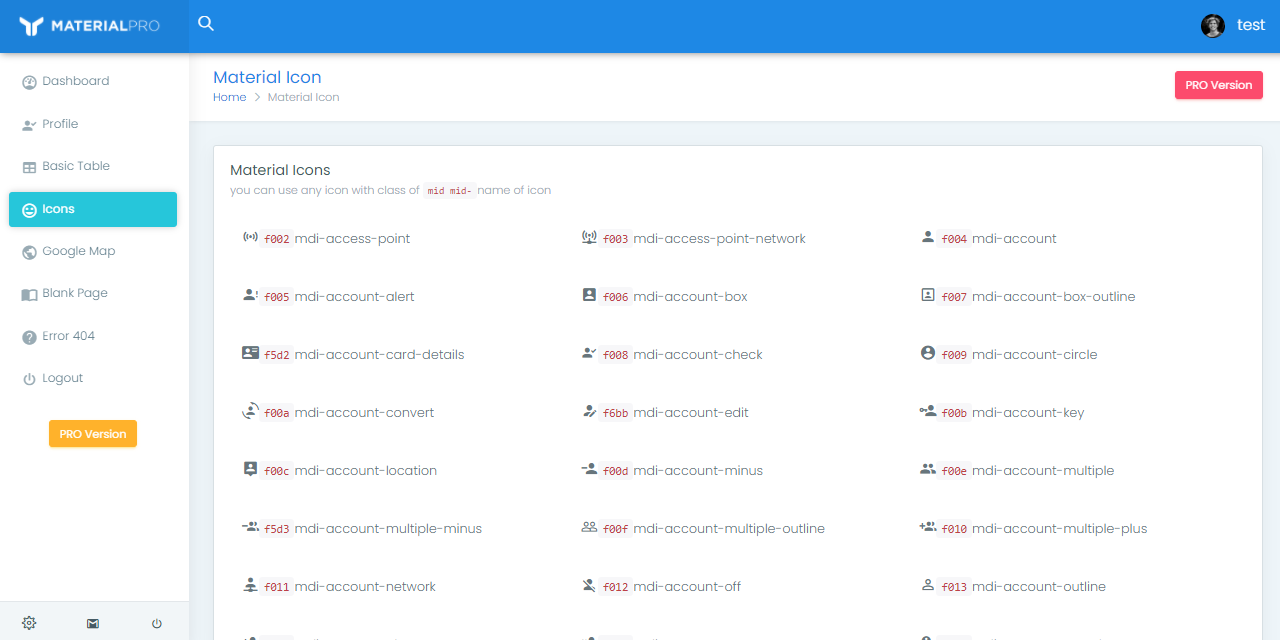 MATERIALPRO
test
Dashboard
Profile
Basic Table
Icons
Google Map
Blank Page
Error 404
Logout
PRO Version
Material Icon
Home > Material Icon
PRO Version
Material Icons
you can use any icon with class of mid mid- name of icon
f002 mdi-access-point
f003 mdi-access-point-network
f004 mdi-account
f005 mdi-account-alert
f006 mdi-account-box
f007 mdi-account-box-outline
f5d2 mdi-account-card-details
f008 mdi-account-check
f009 mdi-account-circle
f00a mdi-account-convert
f6bb mdi-account-edit
f00b mdi-account-key
f00c mdi-account-location
f00d mdi-account-minus
f00e mdi-account-multiple
f5d3 mdi-account-multiple-minus
f00f mdi-account-multiple-outline
f010 mdi-account-multiple-plus
f011 mdi-account-network
f012 mdi-account-off
f013 mdi-account-outline